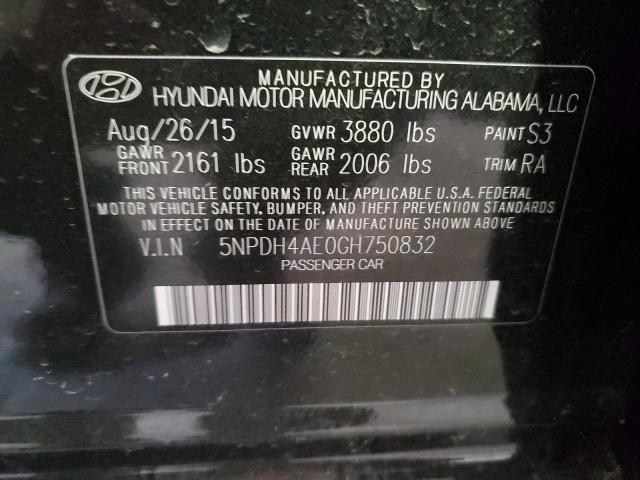 MANUFACTURED BY
HYUNDAI MOTOR MANUFACTURING ALABAMA, LLC
Aug/26/15 GVWR 3880 lbs PAINT S3
GAWR FRONT 2161 lbs GAWR REAR 2006 lbs TRIM RA
THIS VEHICLE CONFORMS TO ALL APPLICABLE U.S.A. FEDERAL
MOTOR VEHICLE SAFETY, BUMPER, AND THEFT PREVENTION STANDARDS
IN EFFECT ON THE DATE OF MANUFACTURE SHOWN ABOVE
V.I.N 5NPDH4AE0GH750832
PASSENGER CAR